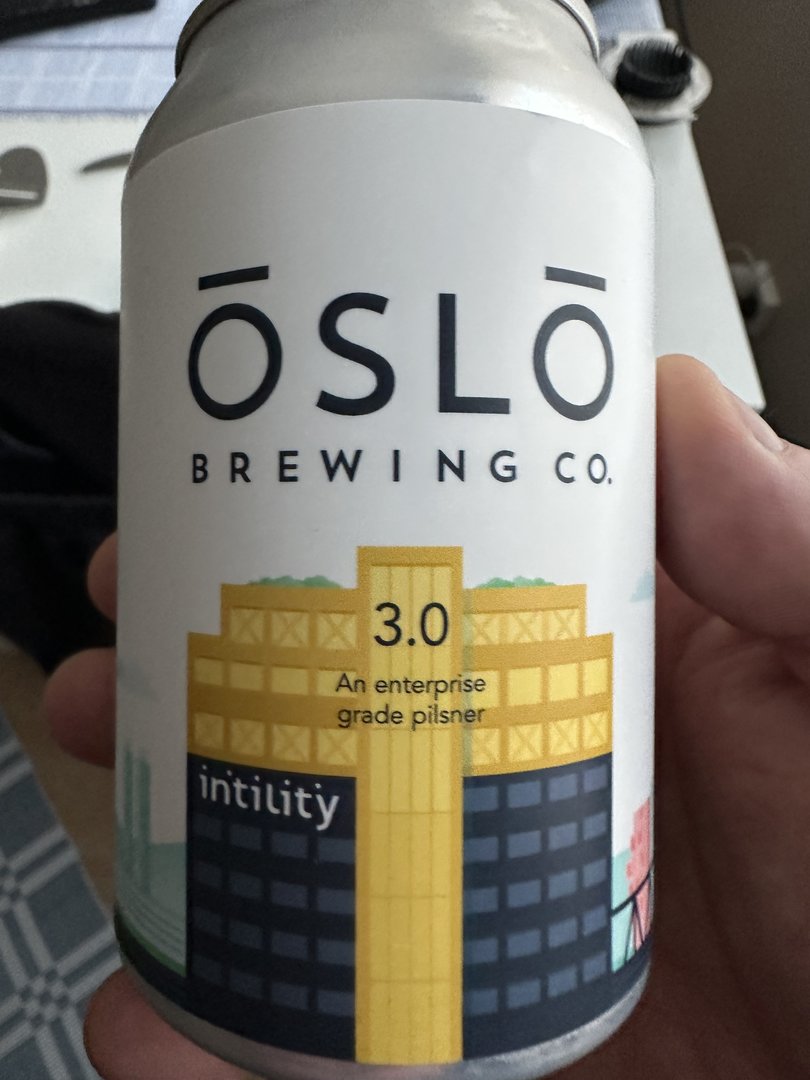 ŌSLŌ
BREWING CO.
3.0
An enterprise
grade pilsner
intility